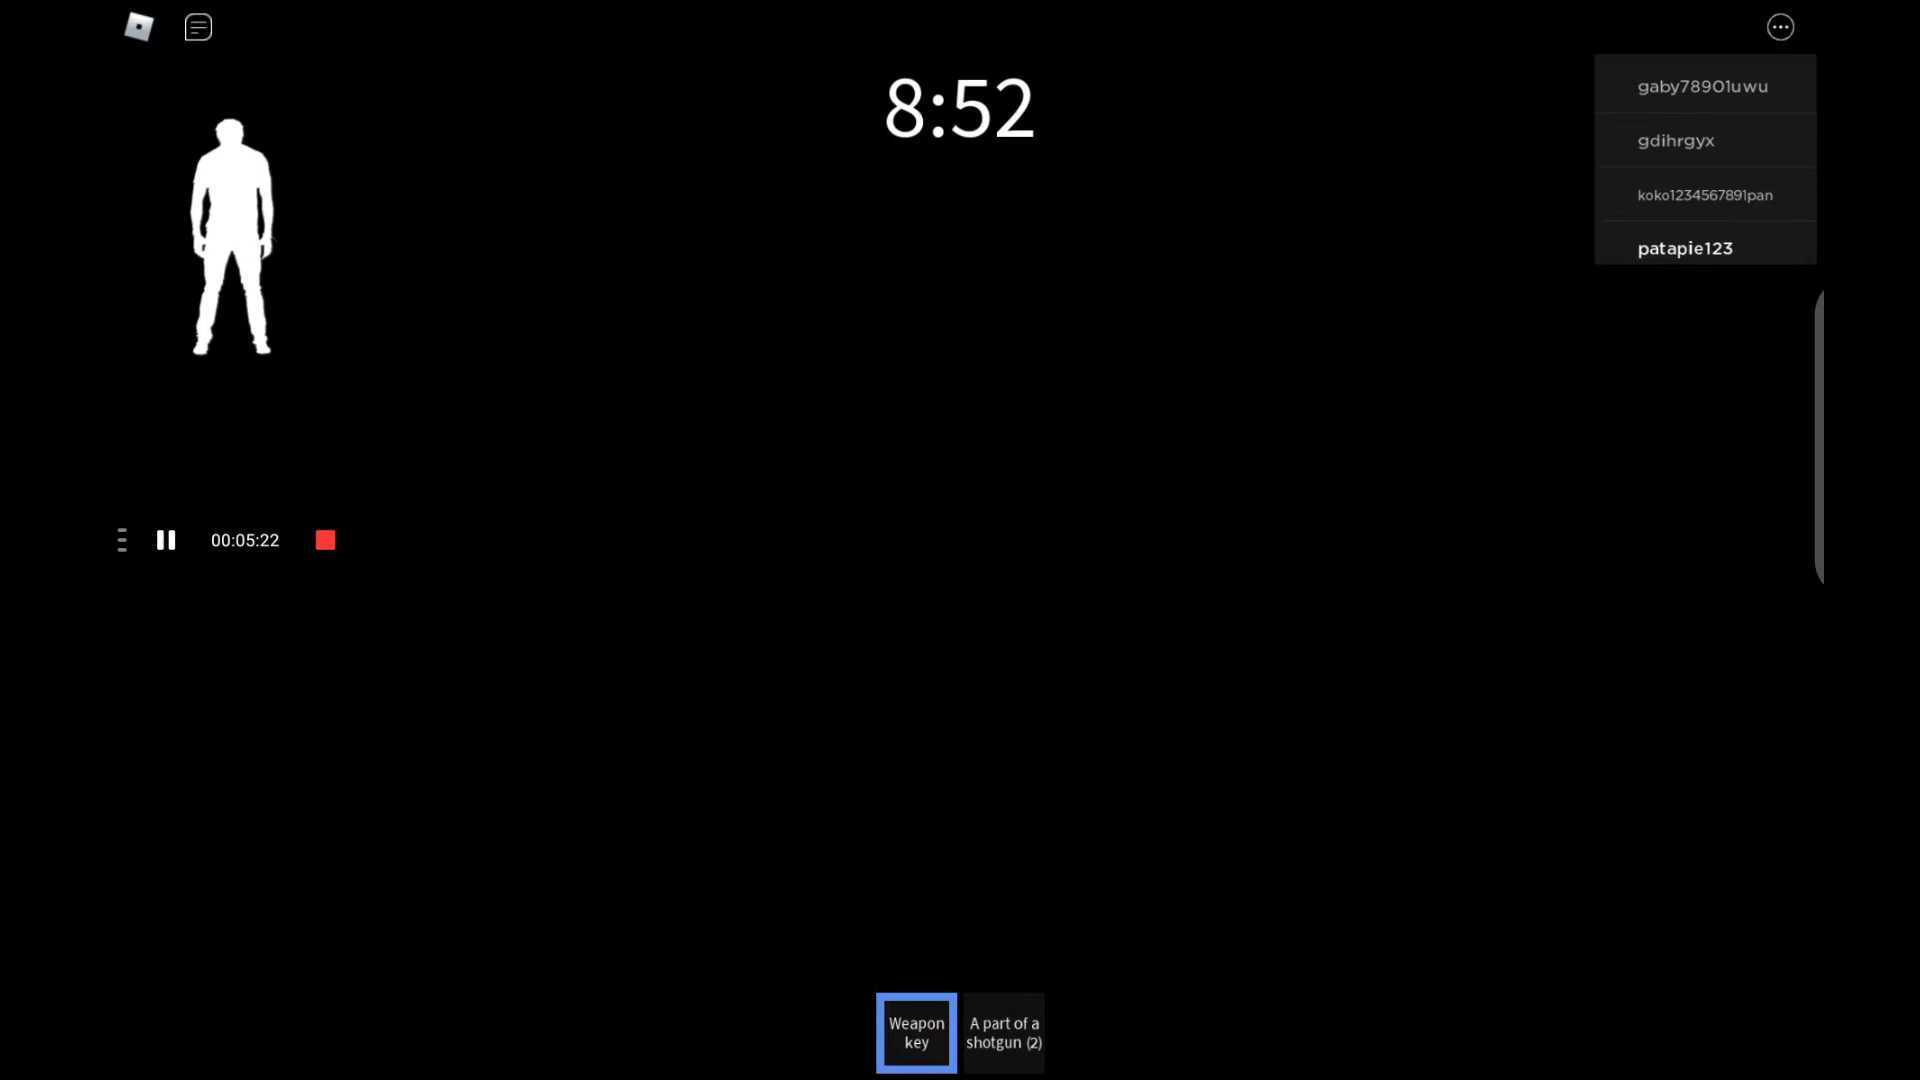 8:52
gaby78901uwu
gdihrgyx
koko1234567891pan
patapie123
00:05:22
Weapon
key
A part of a
shotgun (2)